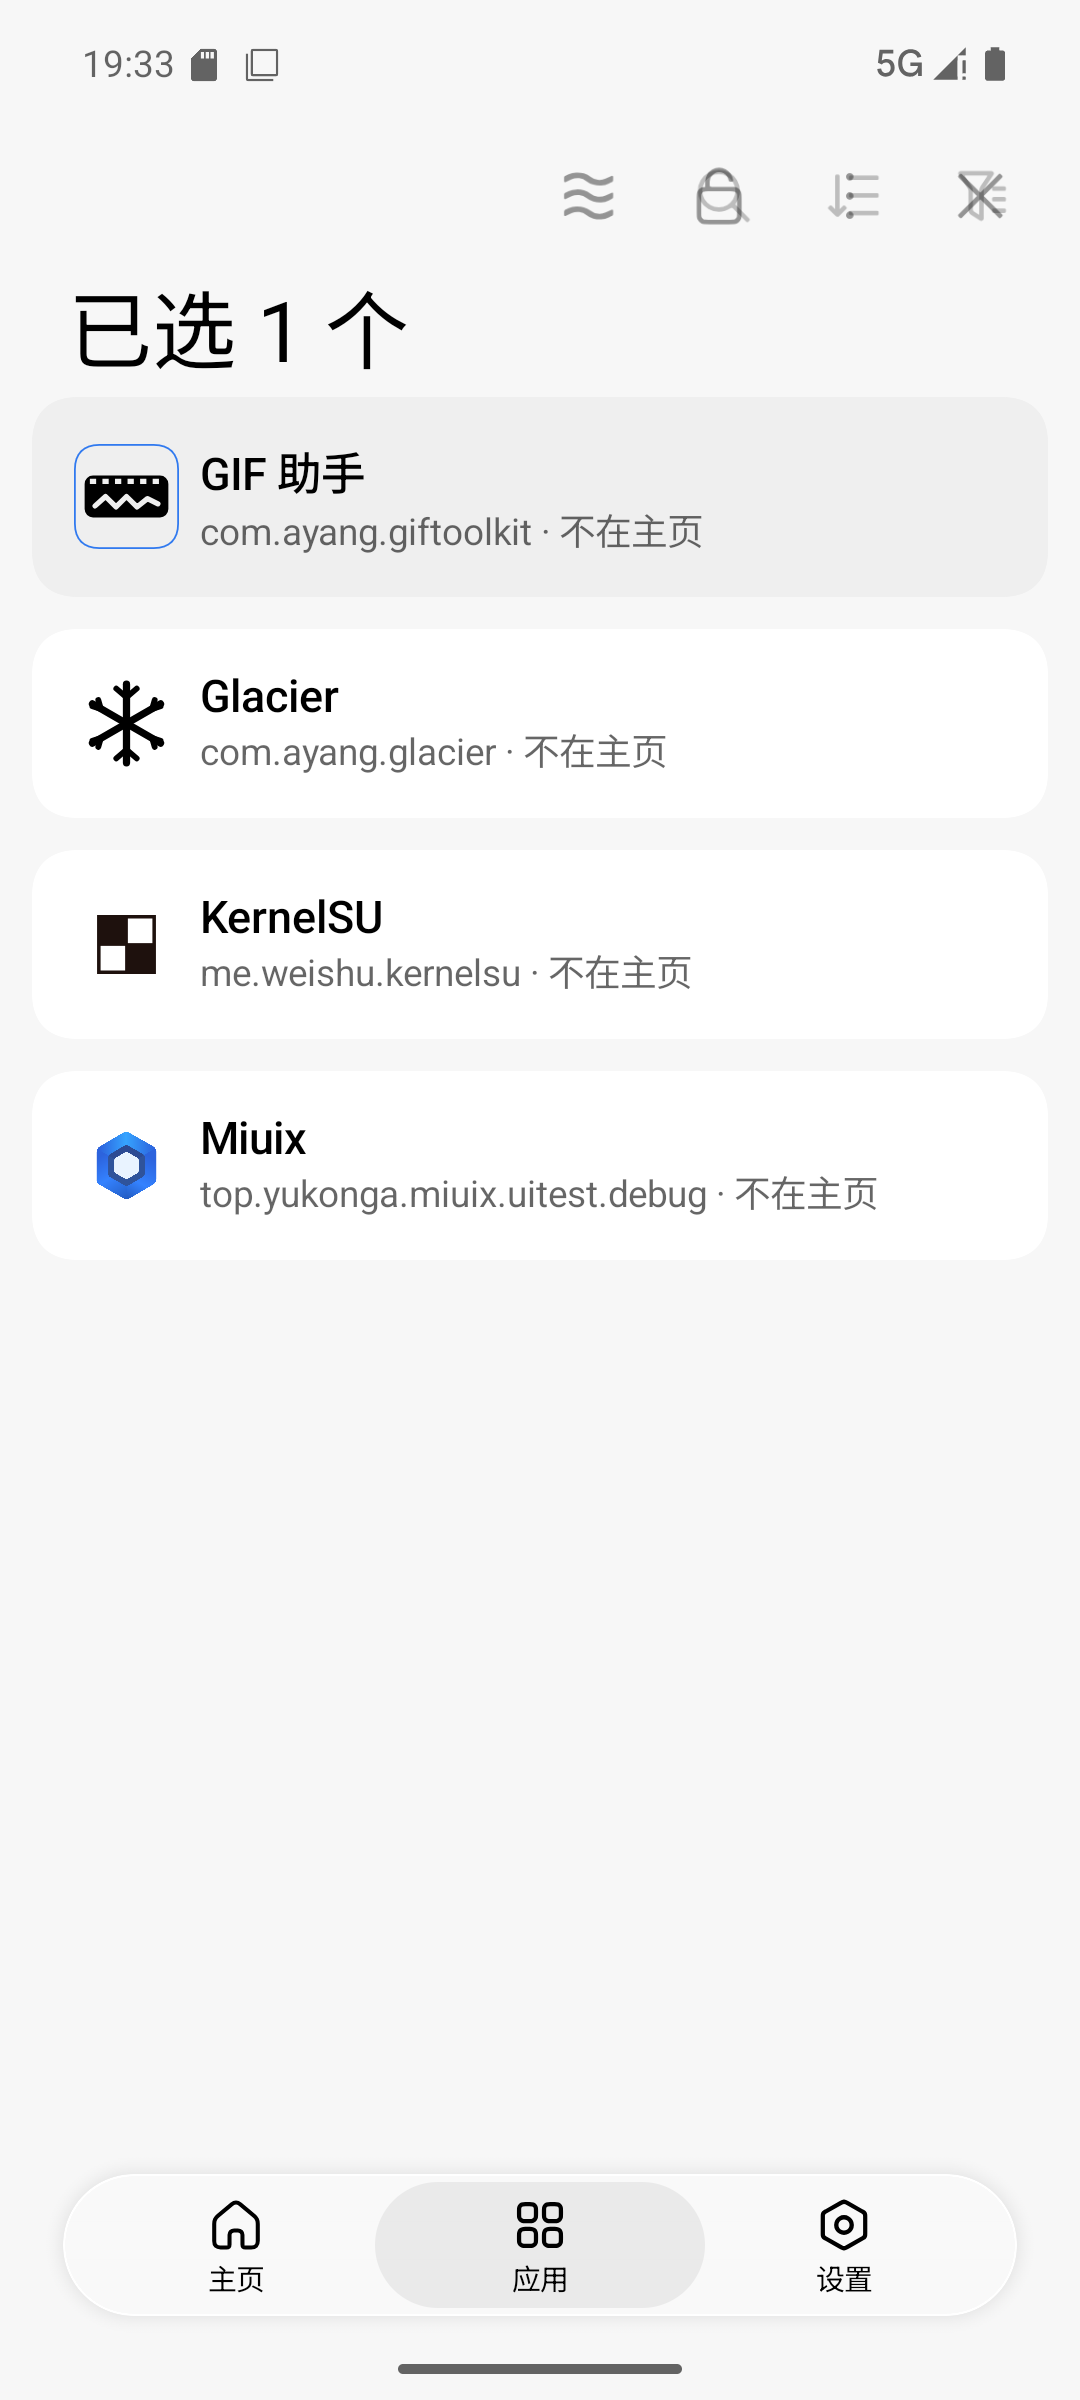 19:33
5G
已选 1 个
GIF 助手
com.ayang.giftoolkit · 不在主页
Glacier
com.ayang.glacier · 不在主页
KernelSU
me.weishu.kernelsu · 不在主页
Miuix
top.yukonga.miuix.uitest.debug · 不在主页
主页
应用
设置